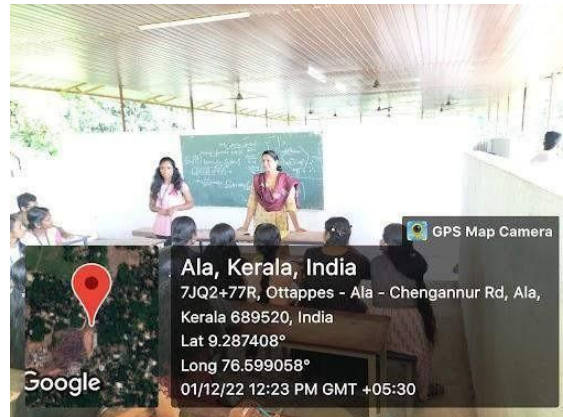 GPS Map Camera
Ala, Kerala, India
7JQ2+77R, Ottappes - Ala - Chengannur Rd, Ala,
Kerala 689520, India
Lat 9.287408°
Long 76.599058°
01/12/22 12:23 PM GMT +05:30
Google